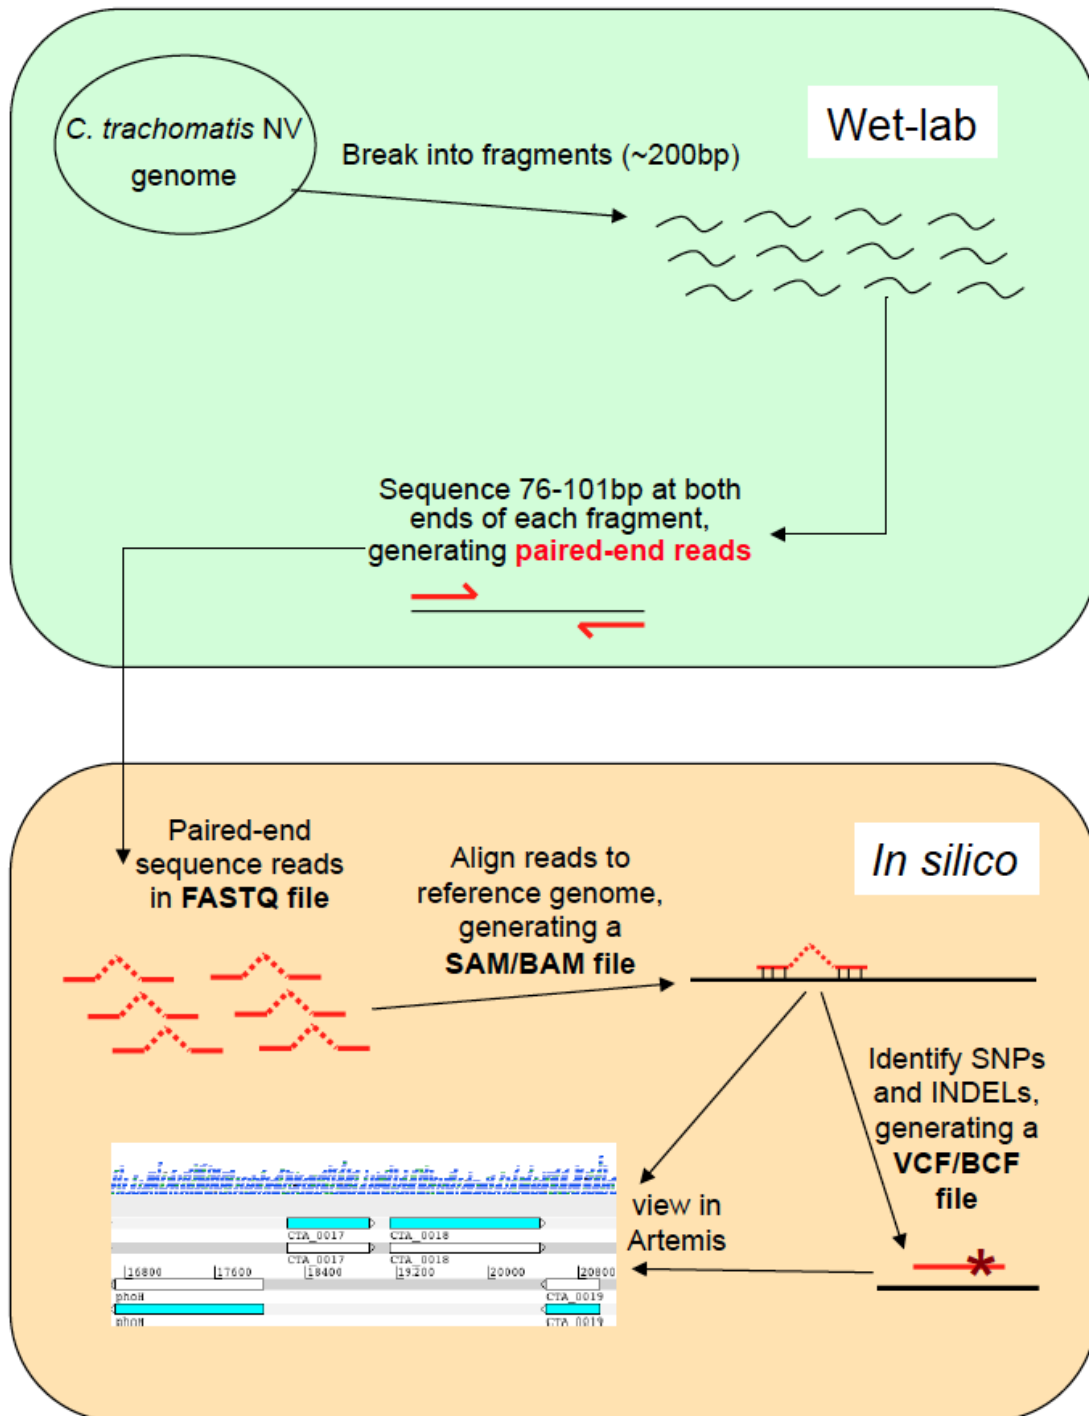 C. trachomatis NV
genome
Break into fragments (~200bp)
Wet-lab
Sequence 76-101bp at both
ends of each fragment,
generating paired-end reads
Paired-end
sequence reads
in FASTQ file
Align reads to
reference genome,
generating a
SAM/BAM file
In silico
Identify SNPs
and INDELs,
generating a
VCF/BCF
file
view in
Artemis
CTA_0017 CTA_0018
CTA_0017 CTA_0018
16800 17600 18400 19200 20000 20800
phoH CTA_0019
phoH CTA_0019